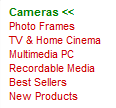 Cameras <<
Photo Frames
TV & Home Cinema
Multimedia PC
Recordable Media
Best Sellers
New Products